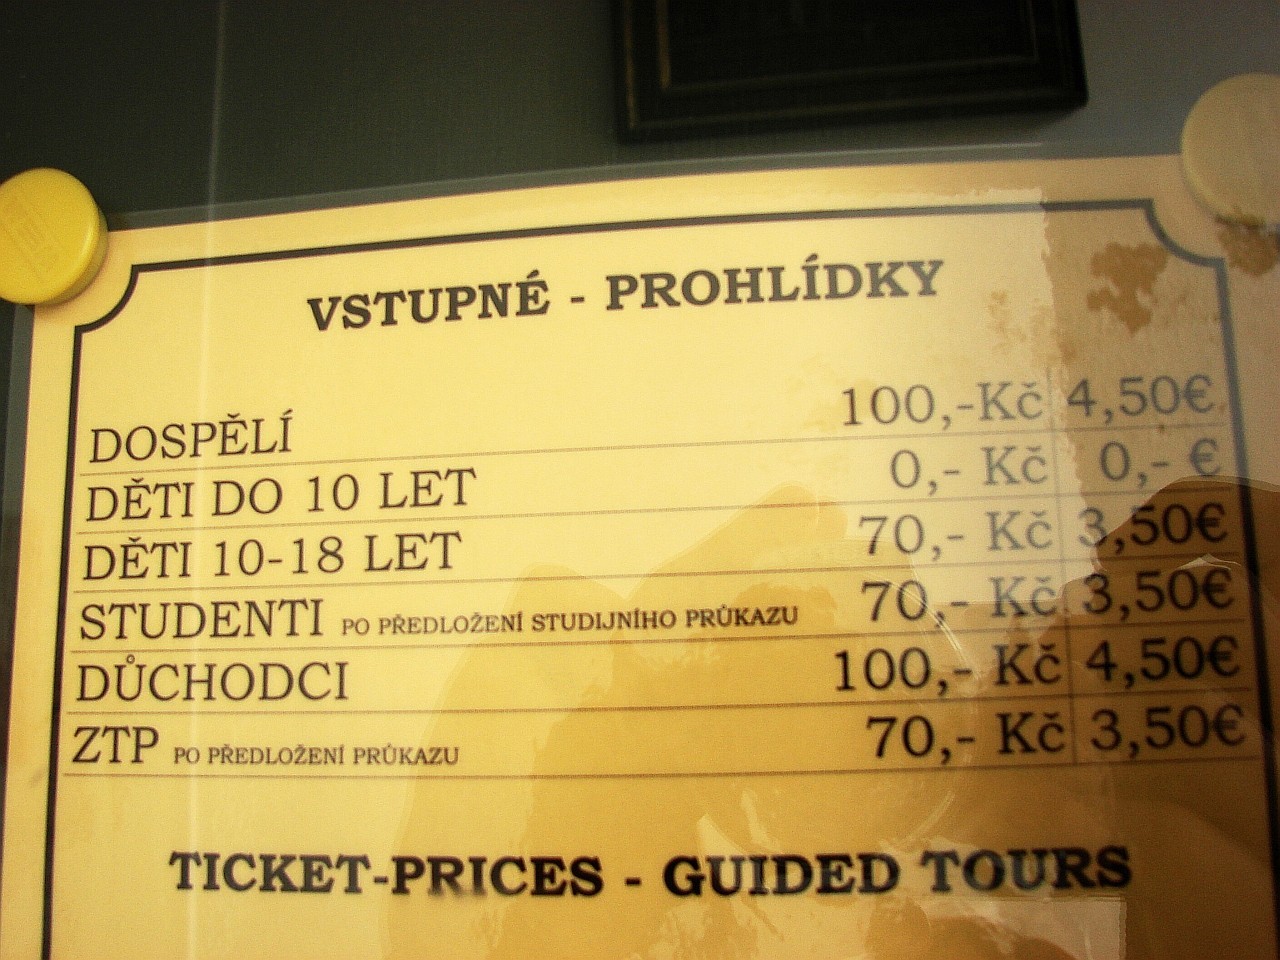 VSTUPNÉ - PROHLÍDKY
DOSPĚLÍ 100,-Kč 4,50€
DĚTI DO 10 LET 0,- Kč 0,- €
DĚTI 10-18 LET 70,- Kč 3,50€
STUDENTI PO PŘEDLOŽENÍ STUDIJNÍHO PRŮKAZU 70,- Kč 3,50€
DŮCHODCI 100,- Kč 4,50€
ZTP PO PŘEDLOŽENÍ PRŮKAZU 70,- Kč 3,50€
TICKET-PRICES - GUIDED TOURS